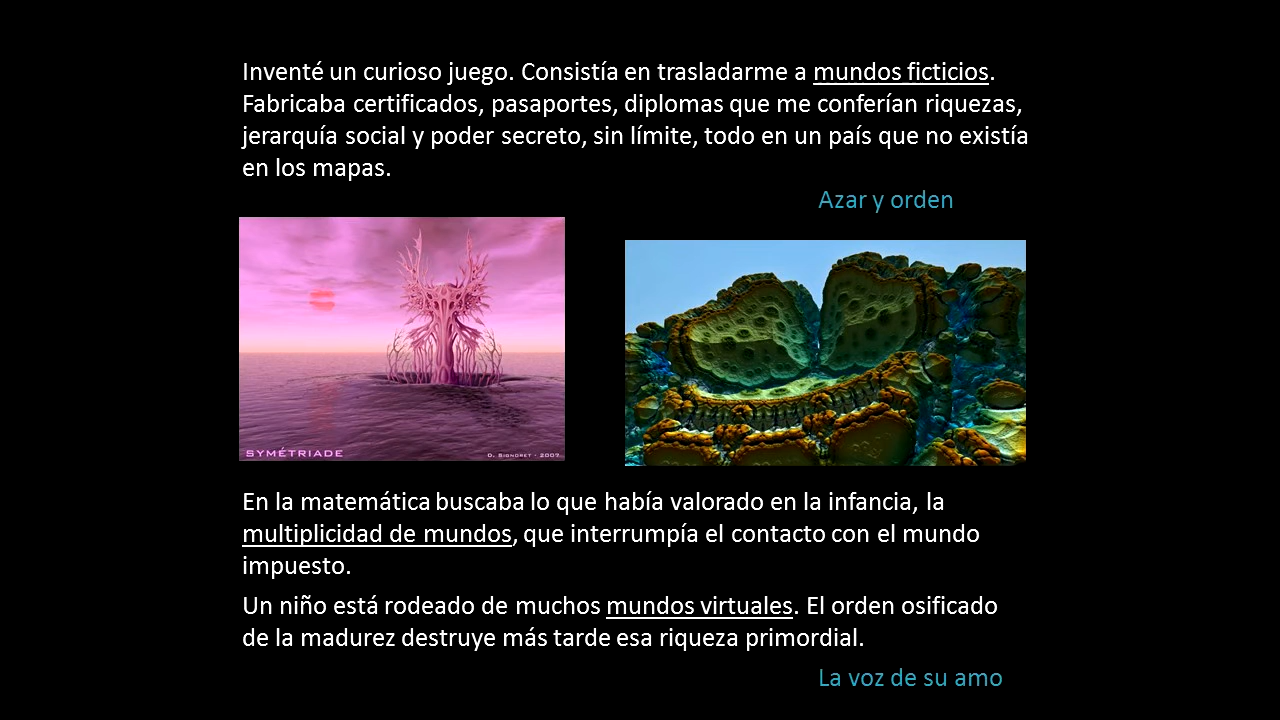 Inventé un curioso juego. Consistía en trasladarme a mundos ficticios.
Fabricaba certificados, pasaportes, diplomas que me conferían riquezas,
jerarquía social y poder secreto, sin límite, todo en un país que no existía
en los mapas.
Azar y orden
SYMÉTRIADE
D. Signoret - 2007
En la matemática buscaba lo que había valorado en la infancia, la
multiplicidad de mundos, que interrumpía el contacto con el mundo
impuesto.
Un niño está rodeado de muchos mundos virtuales. El orden osificado
de la madurez destruye más tarde esa riqueza primordial.
La voz de su amo